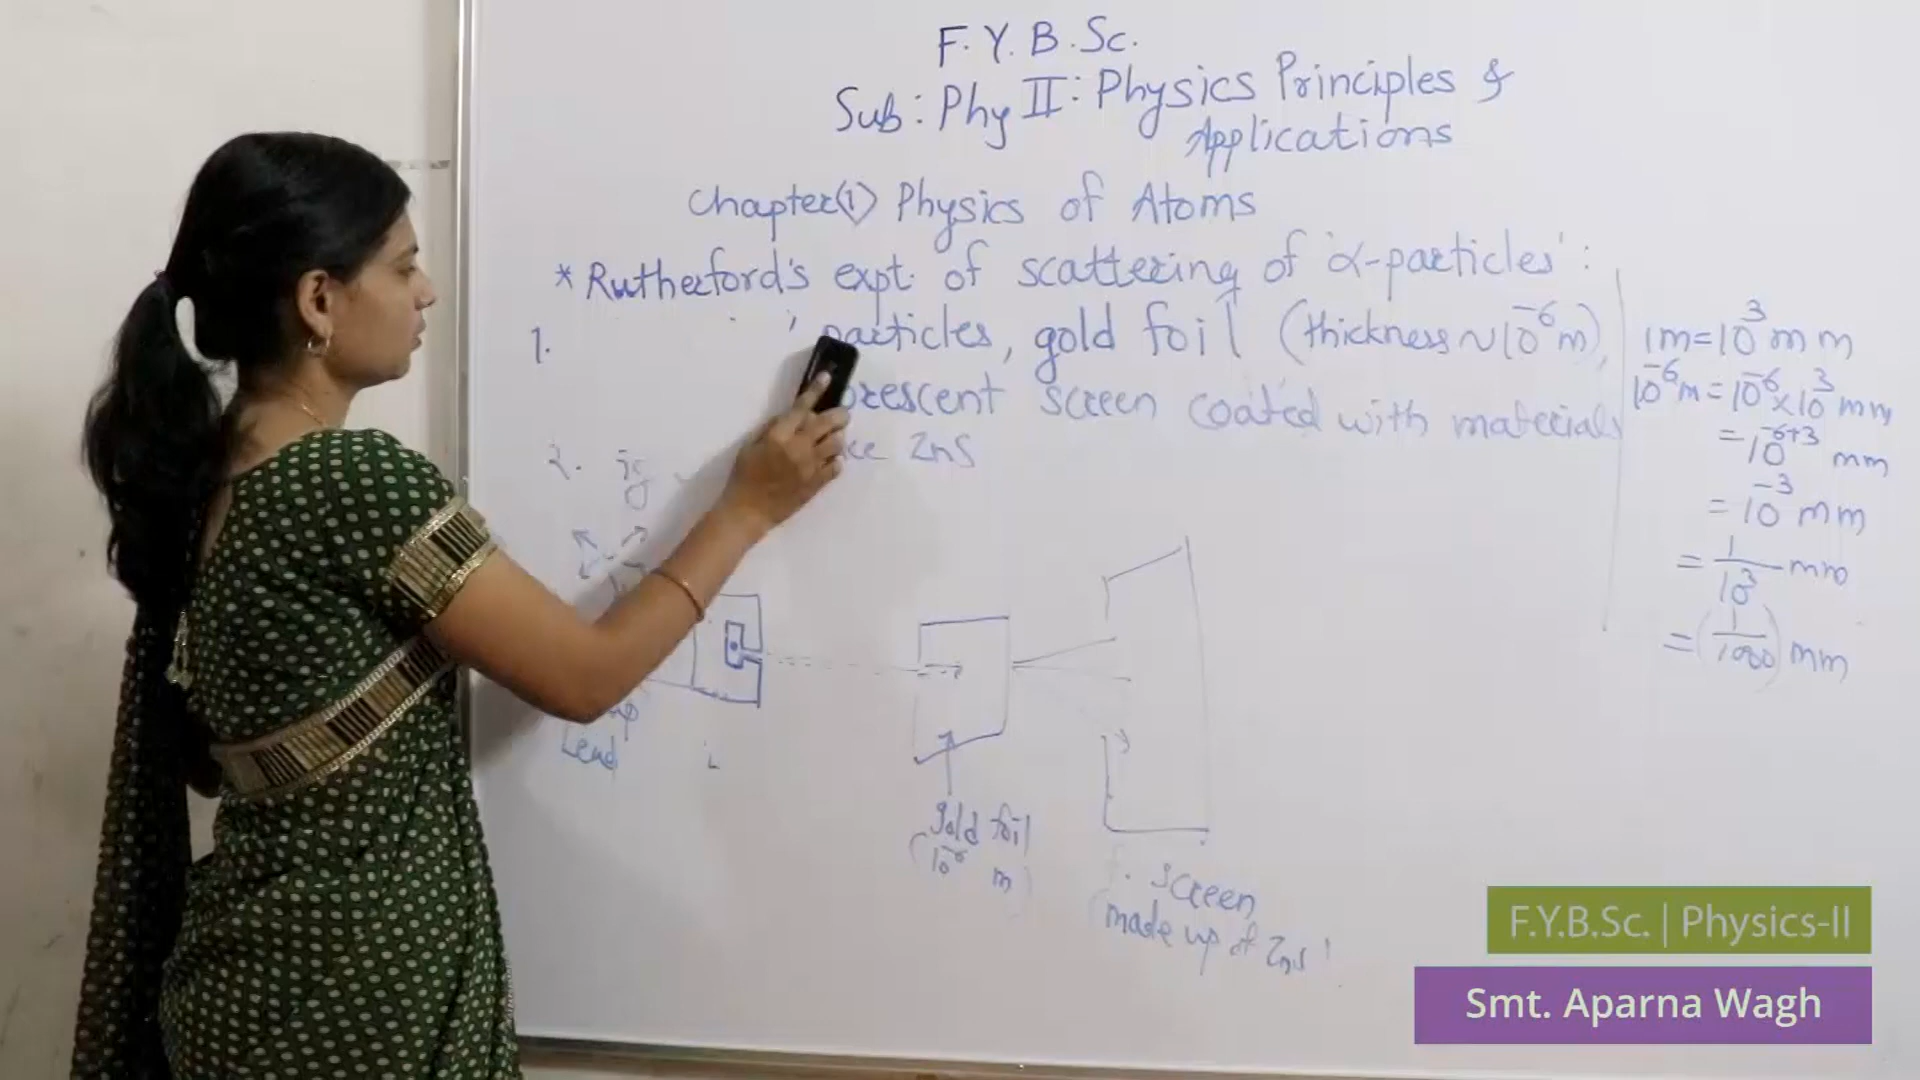 F.Y.B.Sc.
Sub: Phy II: Physics Principles &
Applications
Chapter(1) Physics of Atoms
* Rutherford's expt. of scattering of 'α-particles':
1. particles, gold foil (thickness ~ 10⁻⁶ m),
screen coated with materials
ZnS
2.
Lead
gold foil
(10⁻⁶ m)
f. screen
(made up of ZnS)
1m = 10³ mm
10⁻⁶ m = 10⁻⁶ x 10³ mm
= 10⁻⁶⁺³ mm
= 10⁻³ mm
= 1/10³ mm
= (1/1000) mm
F.Y.B.Sc. | Physics-II
Smt. Aparna Wagh